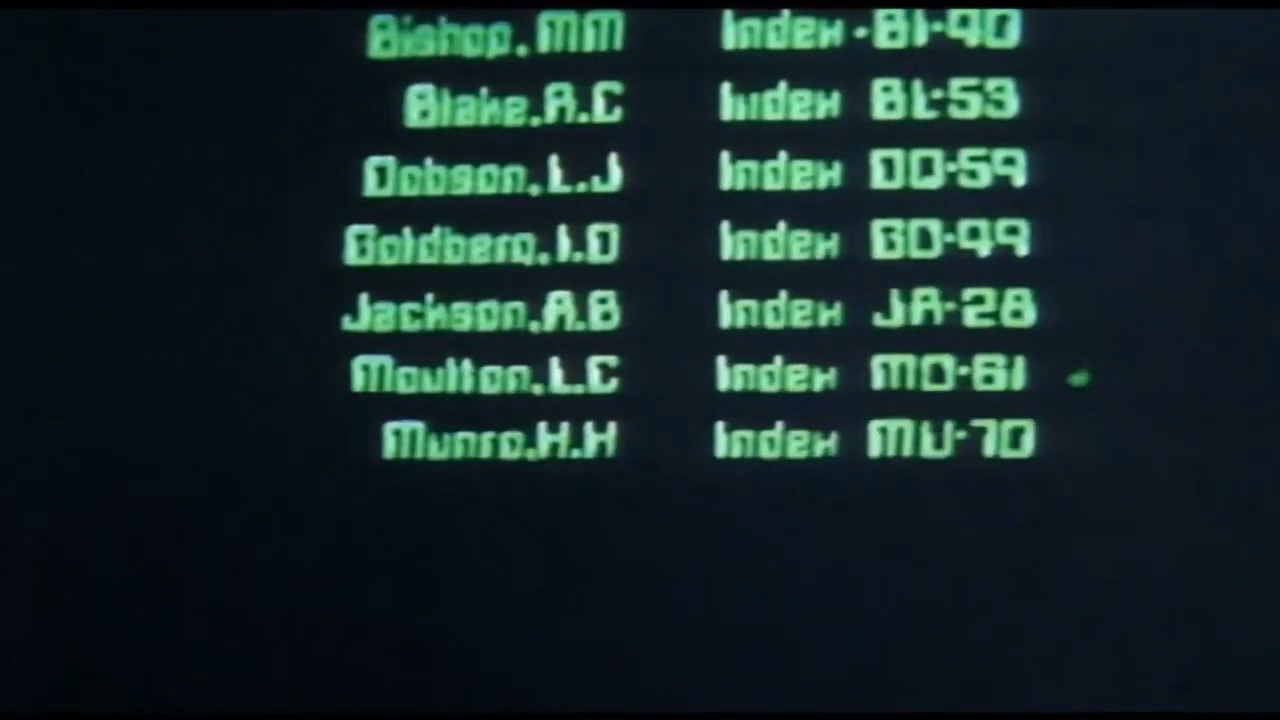 Bishop.MM Index-BI-40
Blake.A.C Index BL-53
Dobson.L.J Index DO-59
Goldberg.I.O Index GO-49
Jackson.A.B Index JA-28
Moulton.L.C Index MO-61
Munro.H.H Index MU-70